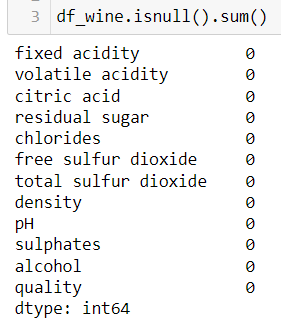 3 df_wine.isnull().sum()
fixed acidity 0
volatile acidity 0
citric acid 0
residual sugar 0
chlorides 0
free sulfur dioxide 0
total sulfur dioxide 0
density 0
pH 0
sulphates 0
alcohol 0
quality 0
dtype: int64